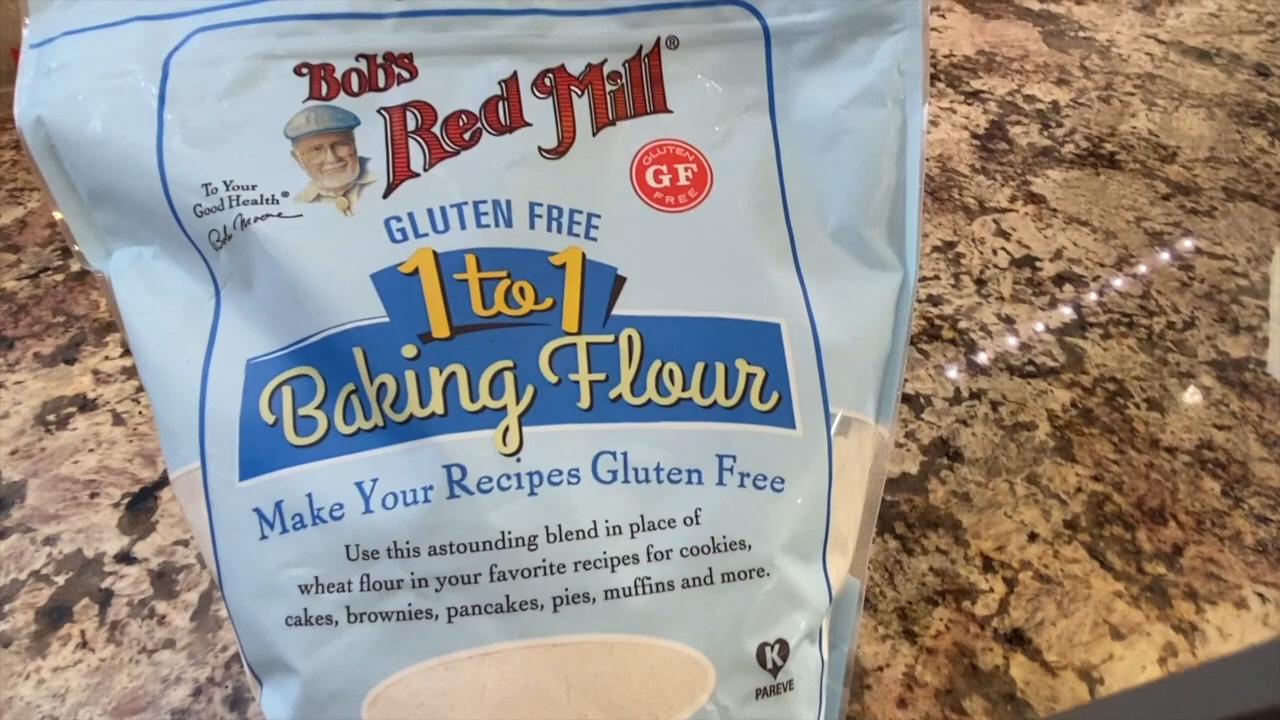 Bob's
Red Mill®
GLUTEN
GF
FREE
To Your
Good Health®
Bob Moore
GLUTEN FREE
1 to 1
Baking Flour
Make Your Recipes Gluten Free
Use this astounding blend in place of
wheat flour in your favorite recipes for cookies,
cakes, brownies, pancakes, pies, muffins and more.
K
PAREVE